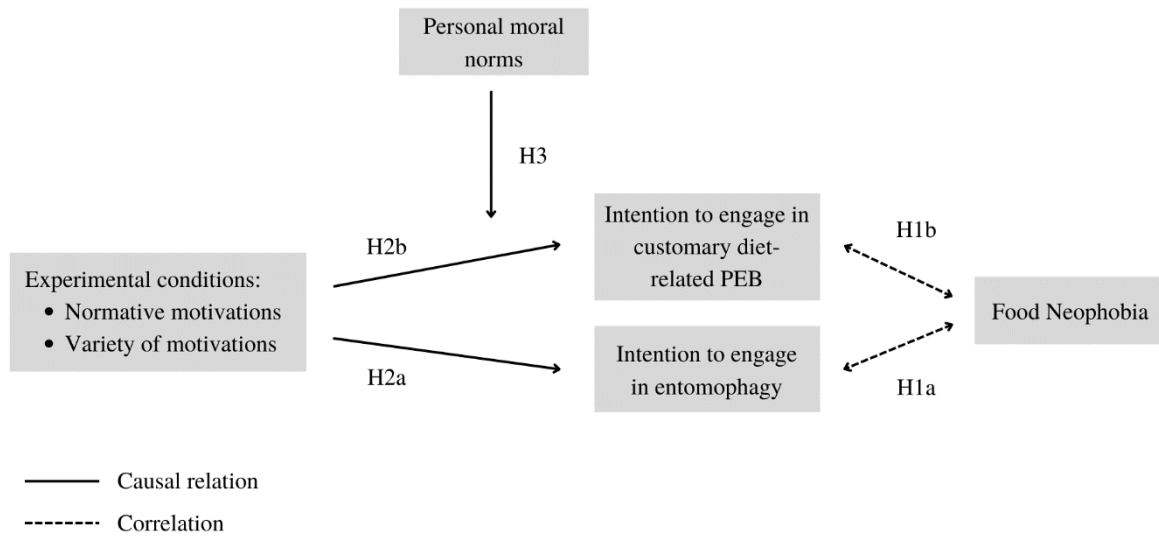 Personal moral
norms
H3
Intention to engage in
customary diet-
related PEB
H1b
H2b
Experimental conditions:
• Normative motivations
• Variety of motivations
Food Neophobia
Intention to engage
in entomophagy
H2a
H1a
Causal relation
Correlation